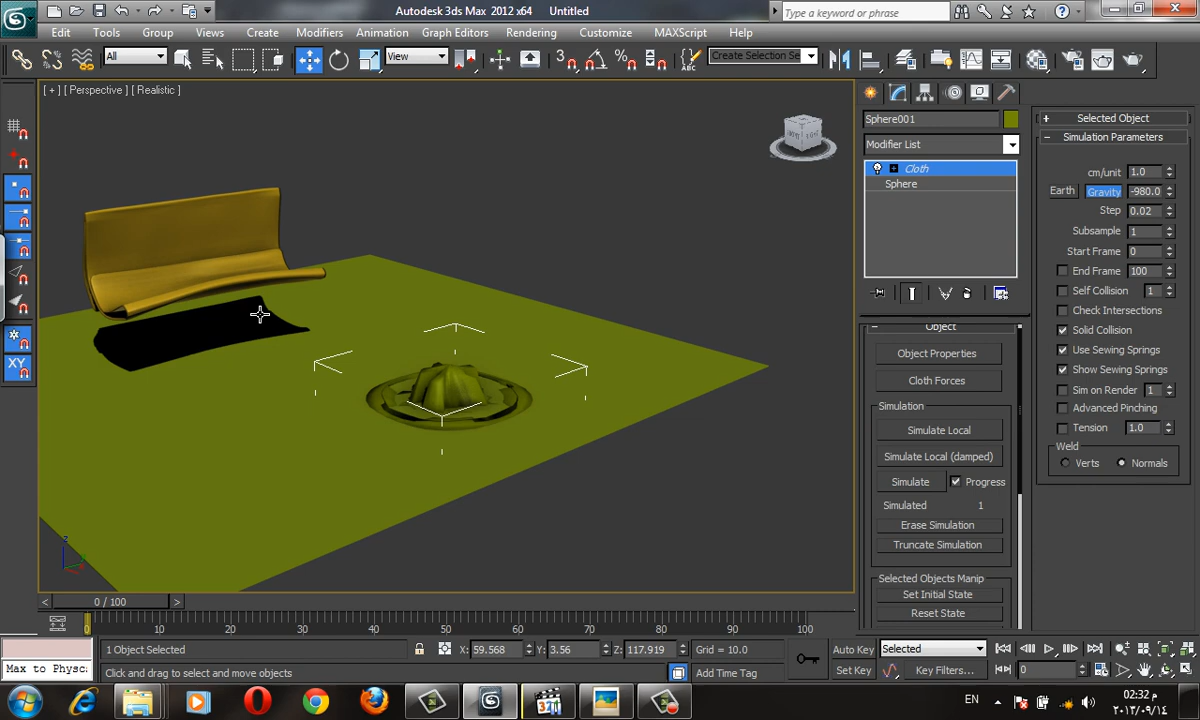 Autodesk 3ds Max 2012 x64 Untitled
Type a keyword or phrase
Edit Tools Group Views Create Modifiers Animation Graph Editors Rendering Customize MAXScript Help
All View Create Selection Se
[ + ] [ Perspective ] [ Realistic ]
Sphere001
Modifier List
Cloth
Sphere
Object
Object Properties
Cloth Forces
Simulation
Simulate Local
Simulate Local (damped)
Simulate Progress
Simulated 1
Erase Simulation
Truncate Simulation
Selected Objects Manip
Set Initial State
Reset State
+ Selected Object
- Simulation Parameters
cm/unit 1.0
Earth Gravity -980.0
Step 0.02
Subsample 1
Start Frame 0
End Frame 100
Self Collision 1
Check Intersections
Solid Collision
Use Sewing Springs
Show Sewing Springs
Sim on Render 1
Advanced Pinching
Tension 1.0
Weld
Verts Normals
XY
z
< 0 / 100 >
0 10 20 30 40 50 60 70 80 90 100
1 Object Selected X: 59.568 Y: 3.56 Z: 117.919 Grid = 10.0 Auto Key Selected
Max to Physc
Click and drag to select and move objects Add Time Tag Set Key Key Filters... 0
EN
02:32 م
٢٠١٣/٠٩/١٤